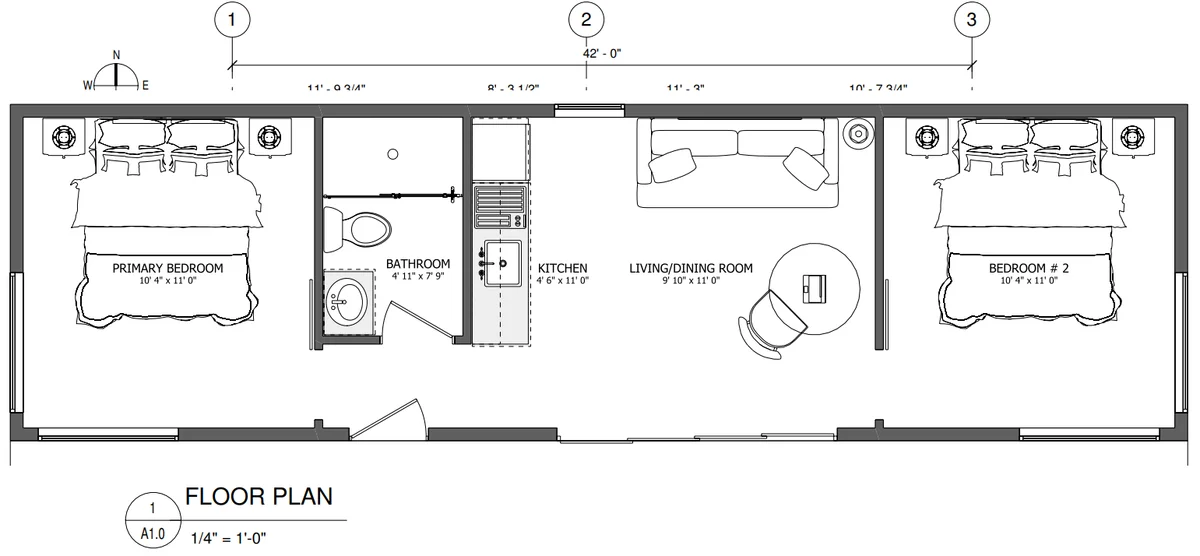 1
2
3
42' - 0"
N
W
E
11' - 9 3/4"
8' - 3 1/2"
11' - 3"
10' - 7 3/4"
PRIMARY BEDROOM
10' 4" x 11' 0"
BATHROOM
4' 11" x 7' 9"
KITCHEN
4' 6" x 11' 0"
LIVING/DINING ROOM
9' 10" x 11' 0"
BEDROOM # 2
10' 4" x 11' 0"
1
A1.0
FLOOR PLAN
1/4" = 1'-0"